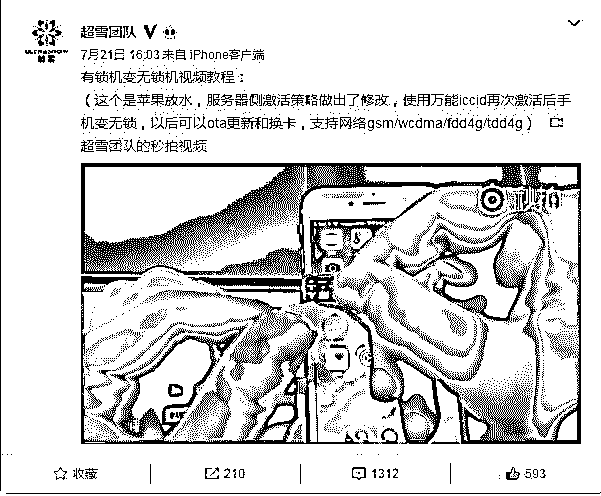 超雪团队 V
ULTRASNOW
超雪
7月21日 16:03 来自 iPhone客户端
有锁机变无锁机视频教程：
（这个是苹果放水，服务器侧激活策略做出了修改，使用万能iccid再次激活后手
机变无锁，以后可以ota更新和换卡，支持网络gsm/wcdma/fdd4g/tdd4g）
超雪团队的秒拍视频
收藏
210
1312
593